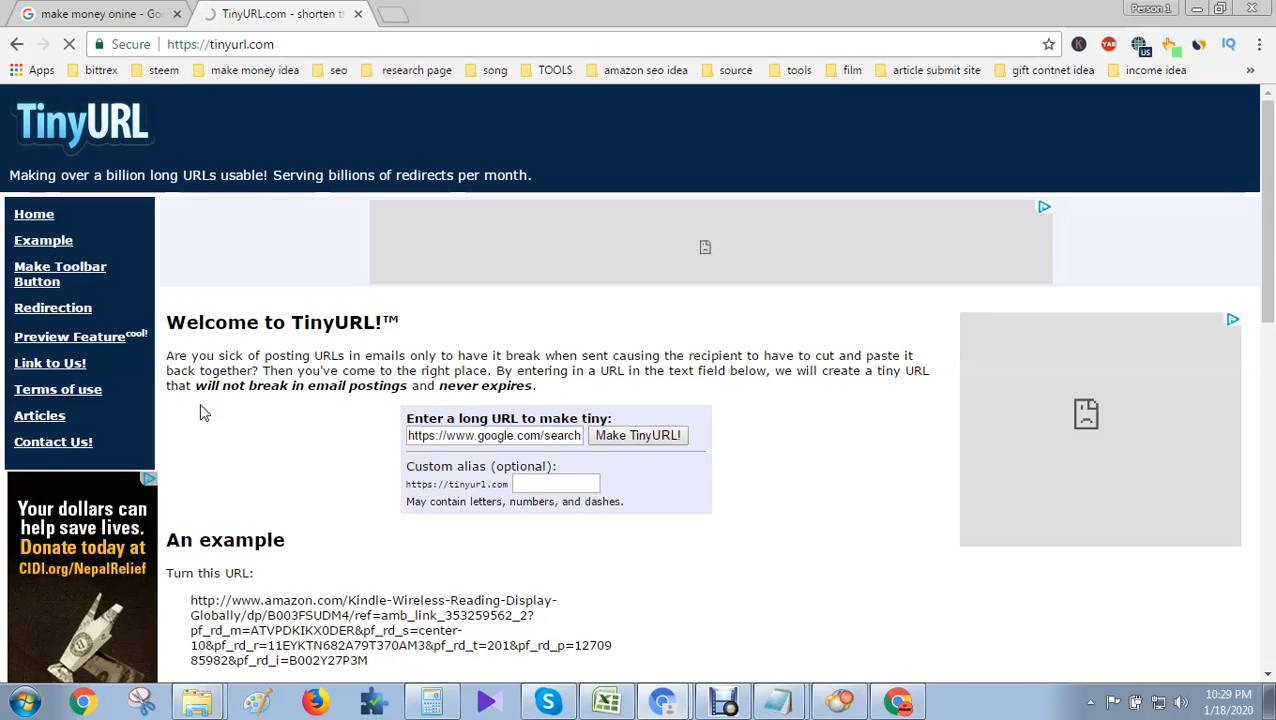 make money onine - Goo
TinyURL.com - shorten t
Person 1
Secure
https://tinyurl.com
K
YAB
US
IQ
Apps
bittrex
steem
make money idea
seo
research page
song
TOOLS
amazon seo idea
source
tools
film
article submit site
gift contnet idea
income idea
»
TinyURL
Making over a billion long URLs usable! Serving billions of redirects per month.
Home
Example
Make Toolbar
Button
Redirection
Preview Feature cool!
Link to Us!
Terms of use
Articles
Contact Us!
Your dollars can
help save lives.
Donate today at
CIDI.org/NepalRelief
Welcome to TinyURL!™
Are you sick of posting URLs in emails only to have it break when sent causing the recipient to have to cut and paste it
back together? Then you've come to the right place. By entering in a URL in the text field below, we will create a tiny URL
that will not break in email postings and never expires.
Enter a long URL to make tiny:
https://www.google.com/search
Make TinyURL!
Custom alias (optional):
https://tinyurl.com
May contain letters, numbers, and dashes.
An example
Turn this URL:
http://www.amazon.com/Kindle-Wireless-Reading-Display-
Globally/dp/B003FSUDM4/ref=amb_link_353259562_2?
pf_rd_m=ATVPDKIKX0DER&pf_rd_s=center-
10&pf_rd_r=11EYKTN682A79T370AM3&pf_rd_t=201&pf_rd_p=12709
85982&pf_rd_i=B002Y27P3M
10:29 PM
1/18/2020